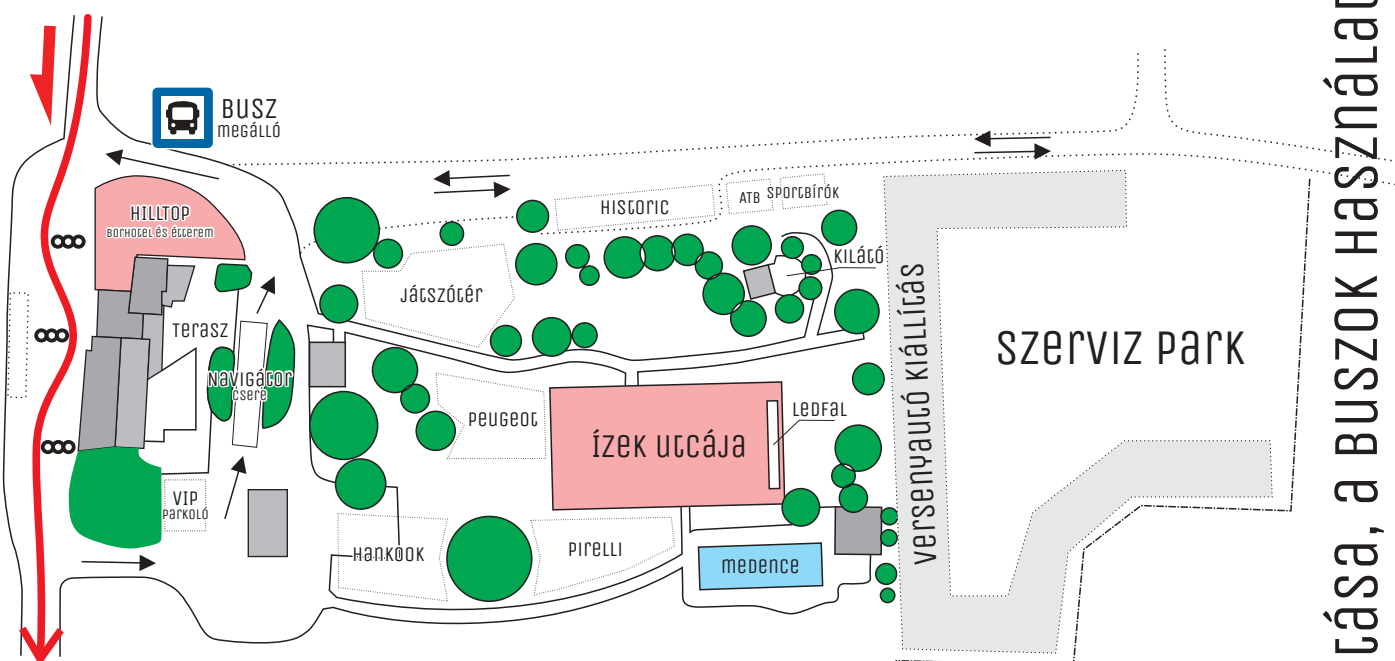 BUSZ
MEGÁLLÓ
HILLTOP
BORHOTEL ÉS ÉTTEREM
TERASZ
NAVIGÁTOR
CSERE
VIP
PARKOLÓ
JÁTSZÓTÉR
HISTORIC
ATB
SPORTBÍRÓK
KILÁTÓ
PEUGEOT
ÍZEK UTCÁJA
LEDFAL
HANKOOK
PIRELLI
MEDENCE
VERSENYAUTÓ KIÁLLÍTÁS
SZERVIZ PARK
TÁSA, A BUSZOK HASZNÁLAT